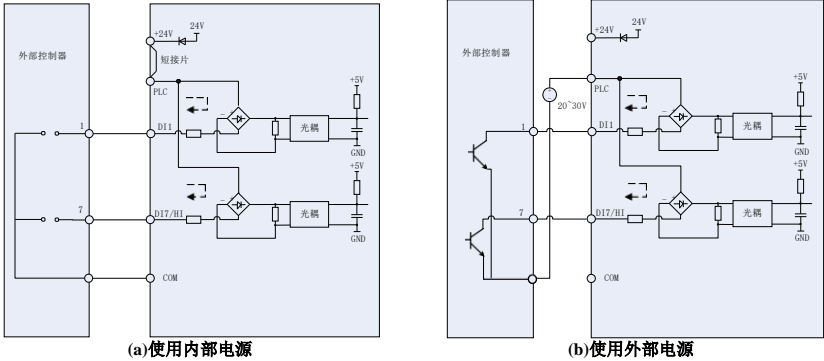 外部控制器
+24V
24V
短接片
PLC
+5V
1
DI1
光耦
GND
+5V
7
DI7/HI
光耦
GND
COM
(a)使用内部电源
外部控制器
+24V
24V
PLC
20~30V
+5V
1
DI1
光耦
GND
+5V
7
DI7/HI
光耦
GND
COM
(b)使用外部电源